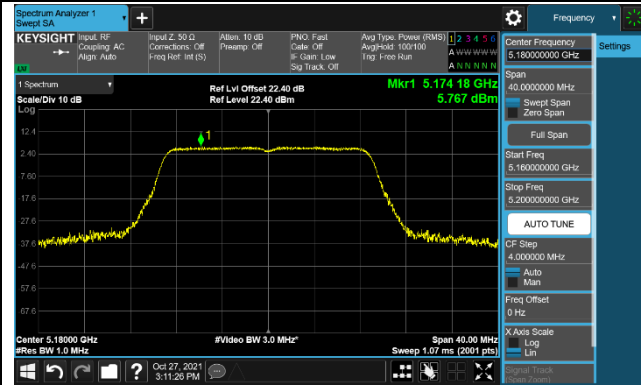 Spectrum Analyzer 1
Swept SA
Frequency
KEYSIGHT
Input: RF
Coupling: AC
Align: Auto
Input Z: 50 Ω
Corrections: Off
Freq Ref: Int (S)
Atten: 10 dB
Preamp: Off
PNO: Fast
Gate: Off
IF Gain: Low
Sig Track: Off
Avg Type: Power (RMS)
Avg|Hold: 100/100
Trig: Free Run
1 2 3 4 5 6
A W W W W W
A N N N N N
LXI
1 Spectrum
Scale/Div 10 dB
Ref Lvl Offset 22.40 dB
Ref Level 22.40 dBm
Mkr1 5.174 18 GHz
5.767 dBm
Log
1
12.4
2.40
-7.60
-17.6
-27.6
-37.6
-47.6
-57.6
-67.6
Center 5.18000 GHz
#Res BW 1.0 MHz
#Video BW 3.0 MHz*
Span 40.00 MHz
Sweep 1.07 ms (2001 pts)
Oct 27, 2021
3:11:26 PM
Center Frequency
5.180000000 GHz
Settings
Span
40.0000000 MHz
Swept Span
Zero Span
Full Span
Start Freq
5.160000000 GHz
Stop Freq
5.200000000 GHz
AUTO TUNE
CF Step
4.000000 MHz
Auto
Man
Freq Offset
0 Hz
X Axis Scale
Log
Lin
Signal Track
(Span Zoom)